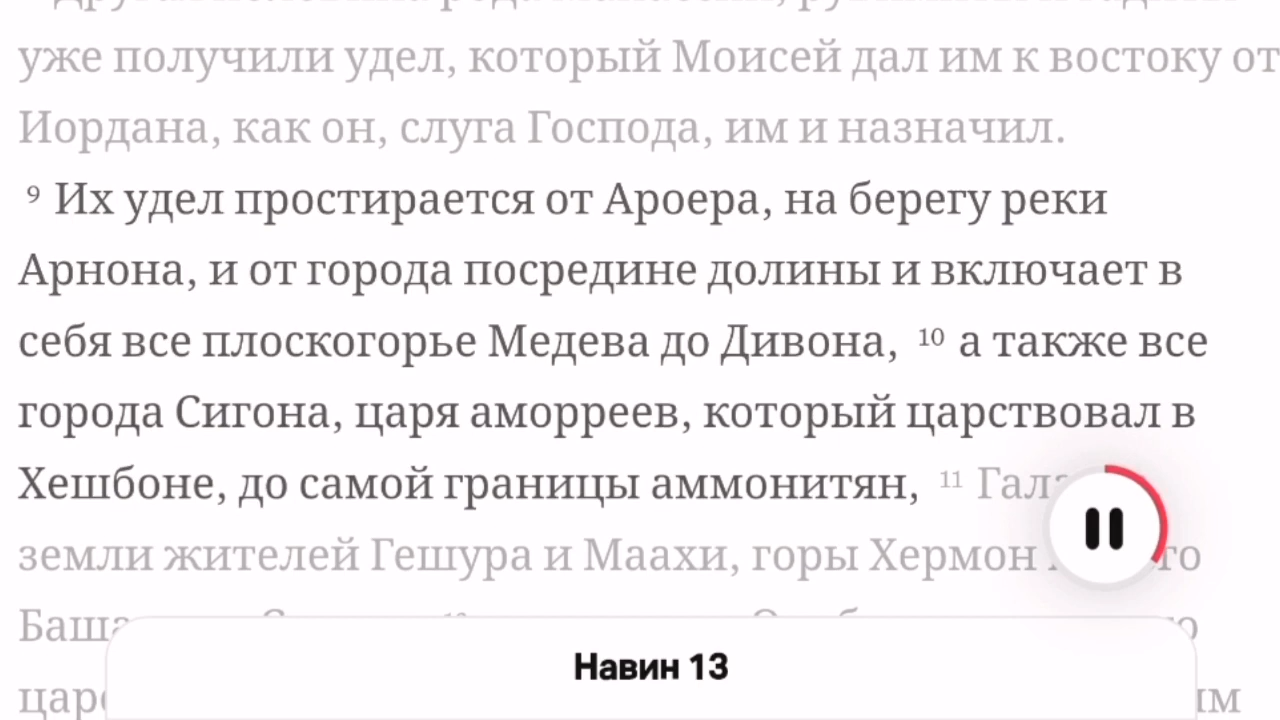 уже получили удел, который Моисей дал им к востоку от
Иордана, как он, слуга Господа, им и назначил.
9 Их удел простирается от Ароера, на берегу реки
Арнона, и от города посредине долины и включает в
себя все плоскогорье Медева до Дивона, 10 а также все
города Сигона, царя аморреев, который царствовал в
Хешбоне, до самой границы аммонитян, 11
земли жителей Гешура и Маахи, горы Хермон
Навин 13